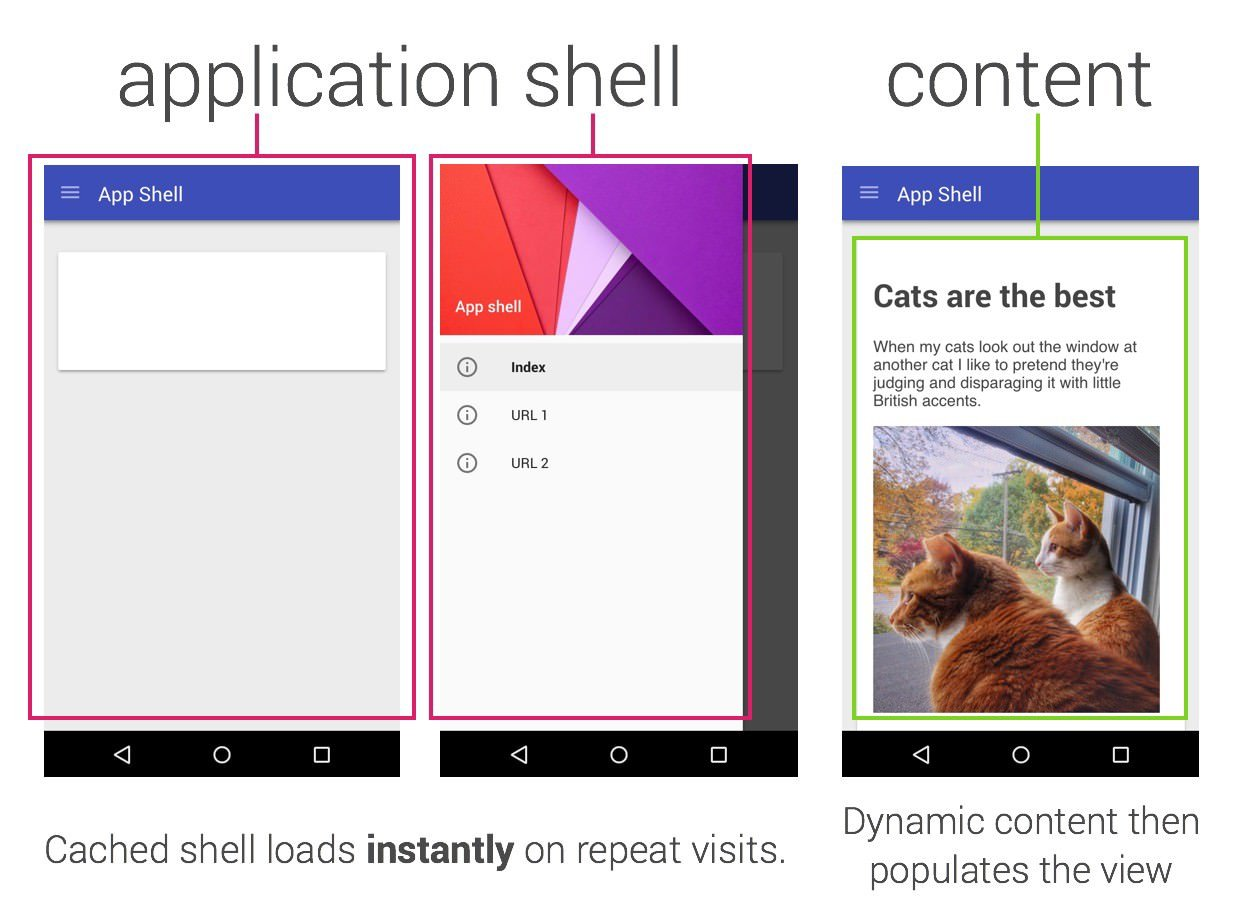 application shell
content
App Shell
App shell
Index
URL 1
URL 2
App Shell
Cats are the best
When my cats look out the window at
another cat I like to pretend they're
judging and disparaging it with little
British accents.
Cached shell loads instantly on repeat visits.
Dynamic content then
populates the view